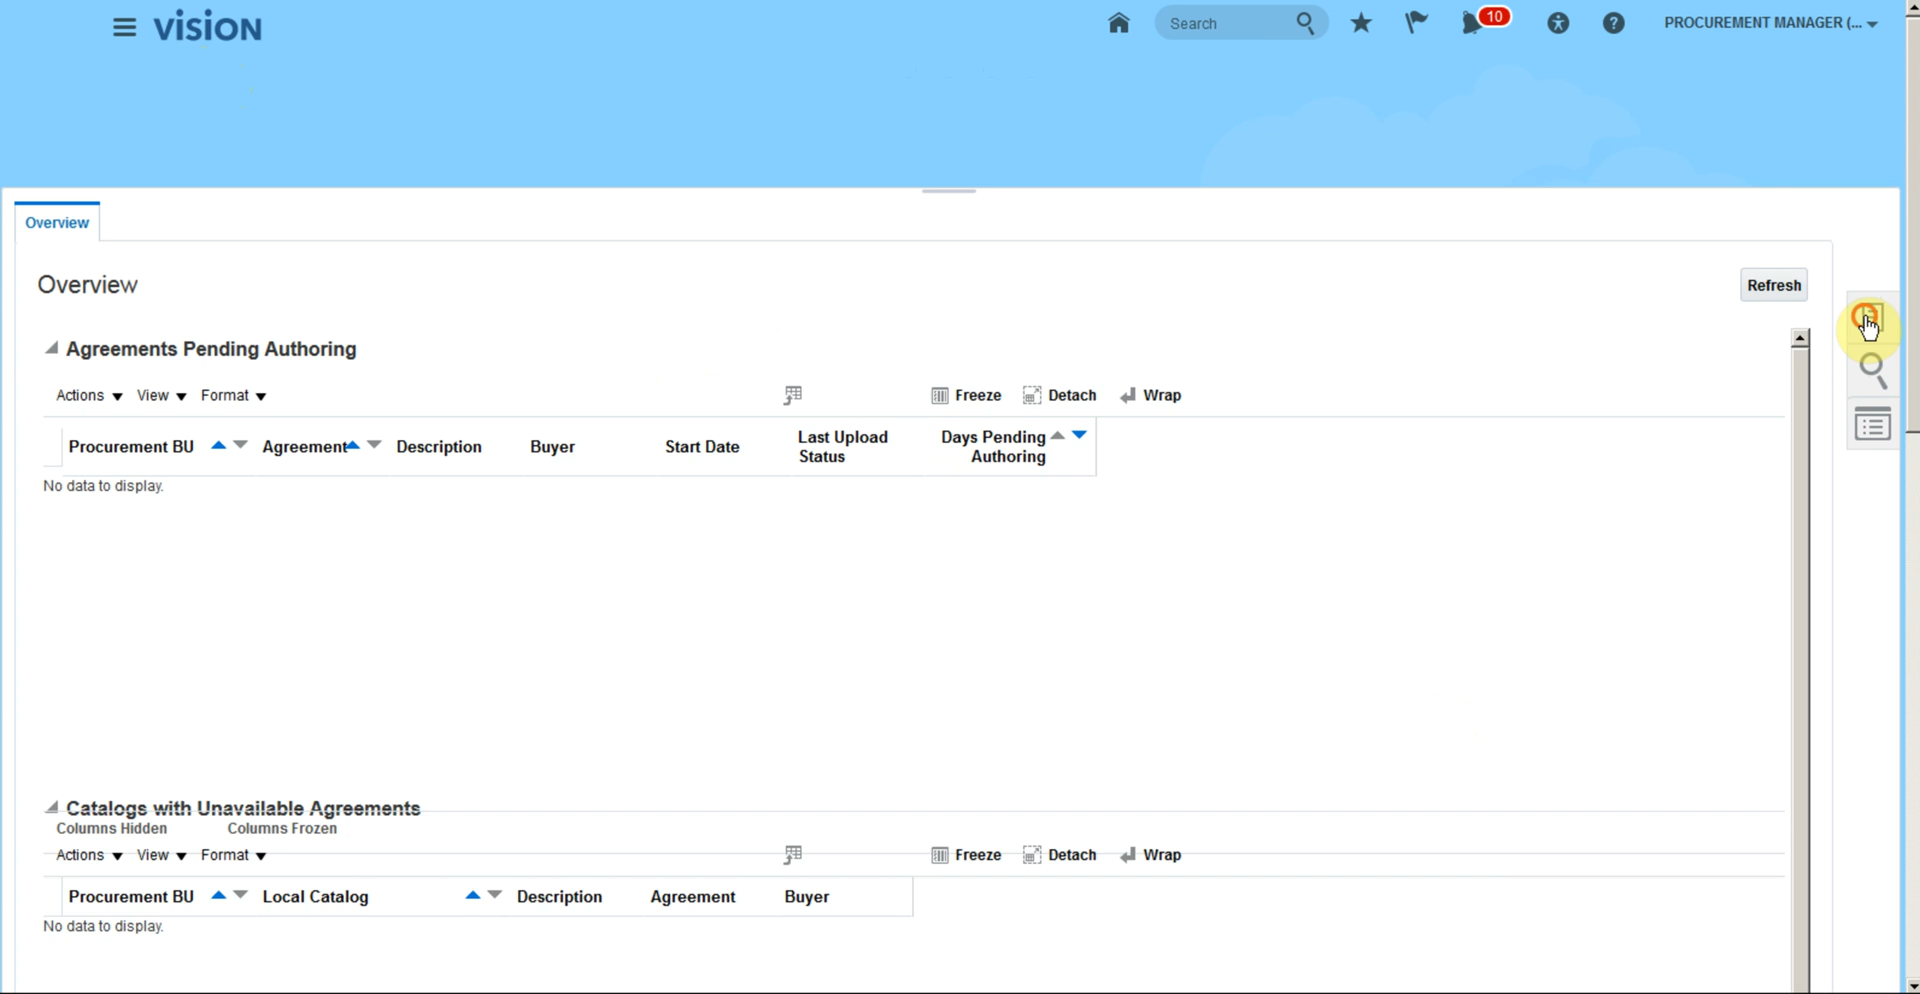 vision
Search
10
PROCUREMENT MANAGER (...
Overview
Overview
Refresh
Agreements Pending Authoring
Actions View Format Freeze Detach Wrap
Procurement BU Agreement Description Buyer Start Date Last Upload Status Days Pending Authoring
No data to display.
Catalogs with Unavailable Agreements
Columns Hidden Columns Frozen
Actions View Format Freeze Detach Wrap
Procurement BU Local Catalog Description Agreement Buyer
No data to display.